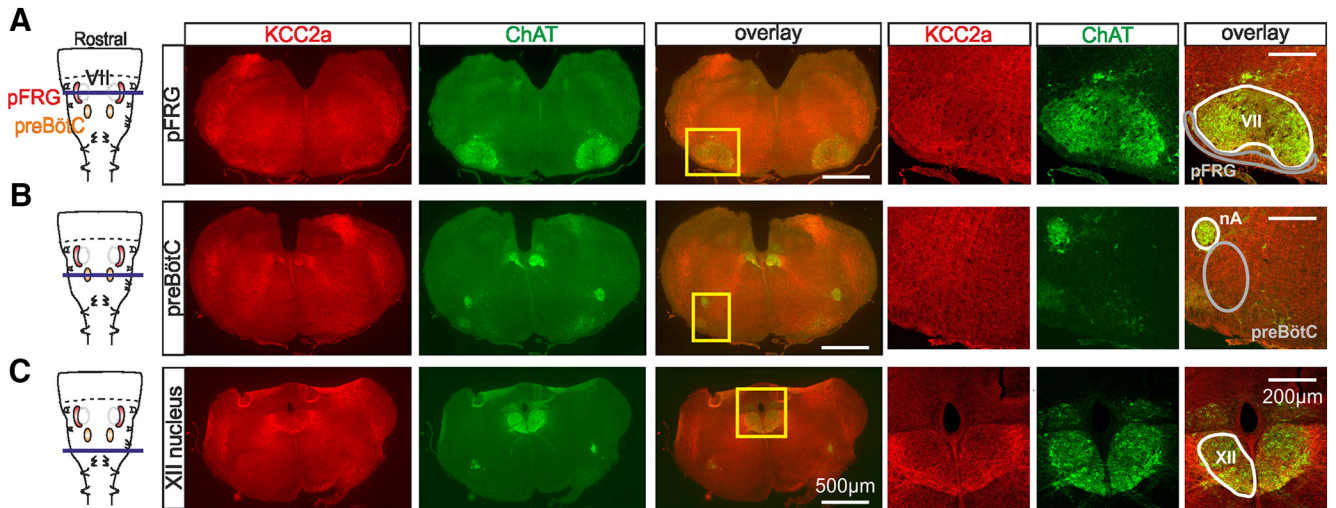 A
Rostral
VII
pFRG
preBötC
KCC2a
ChAT
overlay
KCC2a
ChAT
overlay
pFRG
VII
pFRG
B
preBötC
nA
preBötC
C
XII nucleus
500µm
200µm
XII